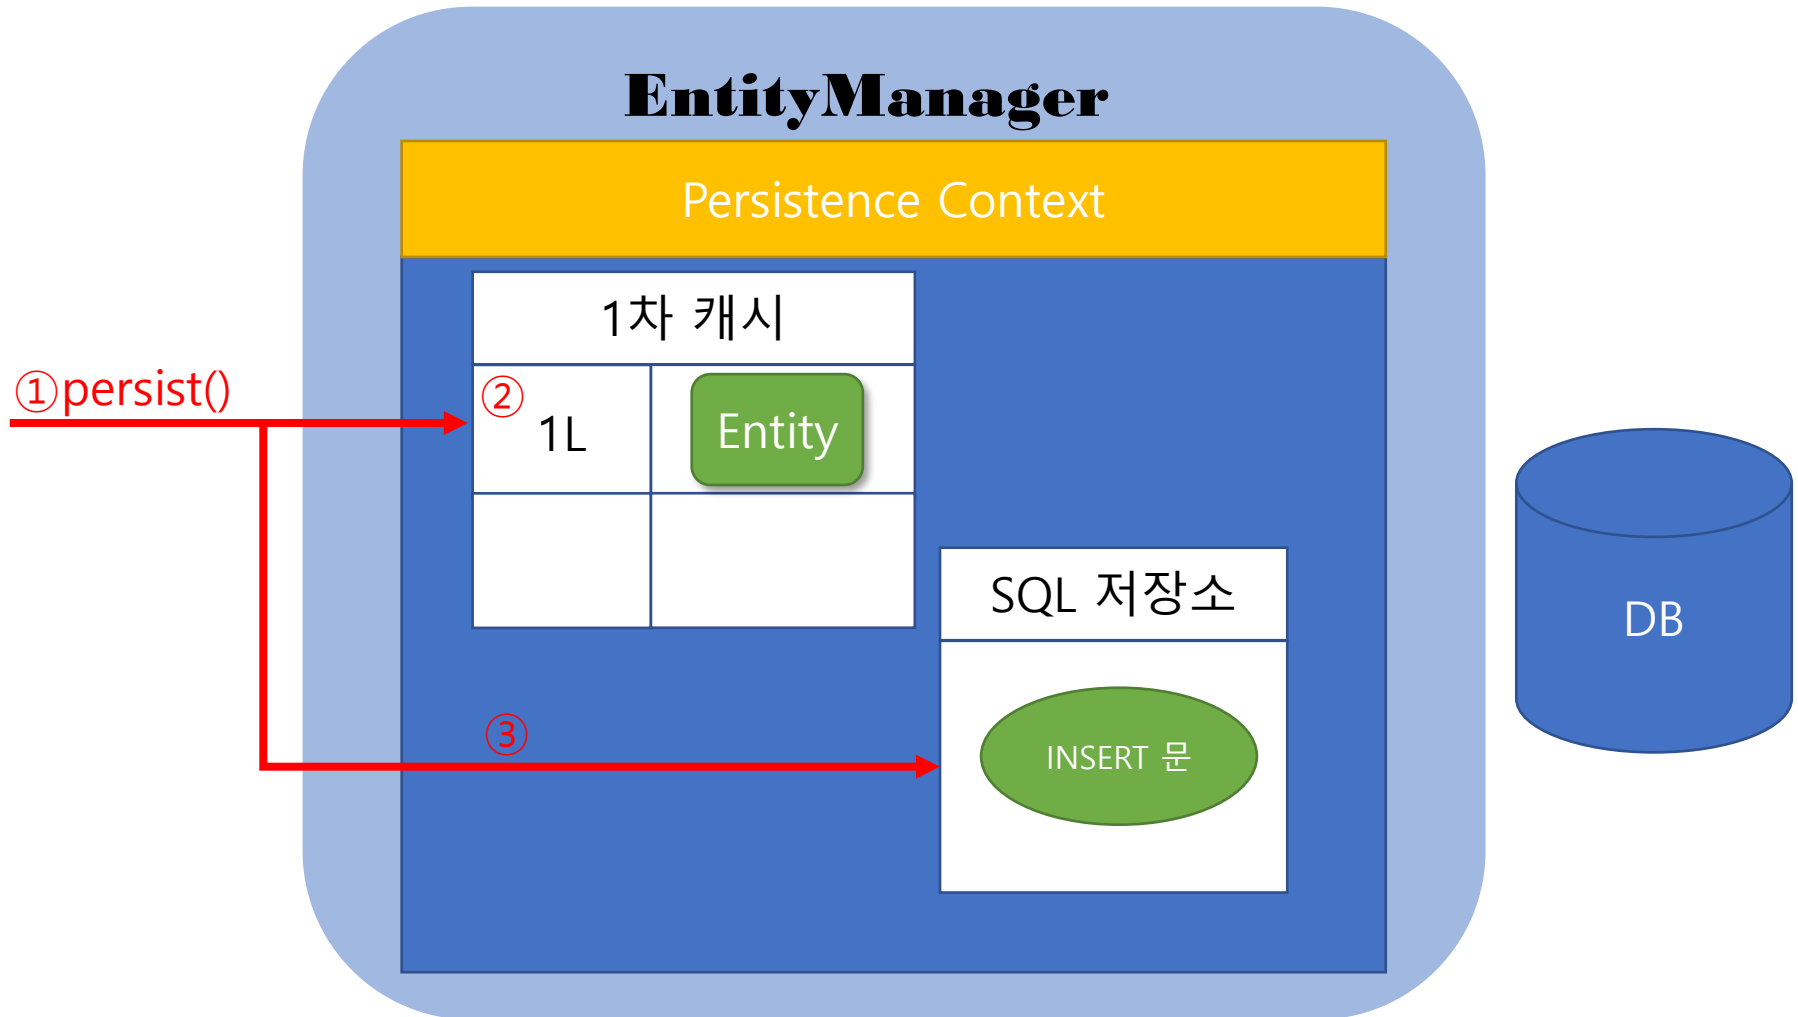 EntityManager
Persistence Context
1차 캐시
①persist()
②
1L
Entity
SQL 저장소
③
INSERT 문
DB